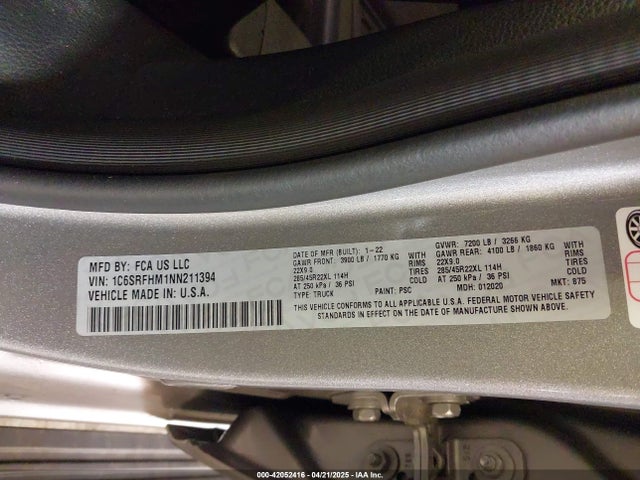 MFD BY: FCA US LLC
VIN: 1C6SRFHM1NN211394
VEHICLE MADE IN U.S.A.
DATE OF MFR (BUILT): 1-22
GAWR FRONT: 3900 LB / 1770 KG
22X9.0 RIMS
285/45R22XL 114H TIRES
AT 250 kPa / 36 PSI COLD
TYPE: TRUCK PAINT: PSC
GVWR: 7200 LB / 3266 KG
GAWR REAR: 4100 LB / 1860 KG
22X9.0 RIMS
285/45R22XL 114H TIRES
AT 250 kPa / 36 PSI COLD
MDH: 012020 MKT: 875
THIS VEHICLE CONFORMS TO ALL APPLICABLE U.S.A. FEDERAL MOTOR VEHICLE SAFETY
STANDARDS IN EFFECT ON THE DATE OF MANUFACTURE SHOWN ABOVE.
000-42052416 - 04/21/2025 - IAAI.COM